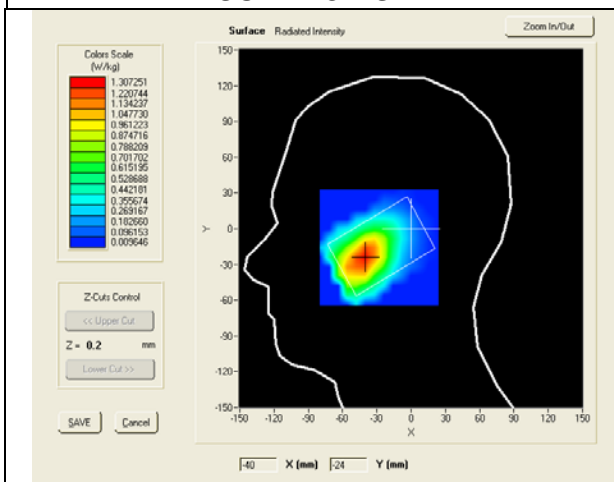 Surface Radiated Intensity
Zoom In/Out
Colors Scale
(W/kg)
1.307251
1.220744
1.134237
1.047730
0.961223
0.874716
0.788209
0.701702
0.615195
0.528688
0.442181
0.355674
0.269167
0.182660
0.096153
0.009646
Z-Cuts Control
<< Upper Cut
Z = 0.2 mm
Lower Cut >>
SAVE Cancel
150-
120-
90-
60-
30-
0-
-30-
-60-
-90-
-120-
-150-
Y
-150 -120 -90 -60 -30 0 30 60 90 120 150
X
-40 X (mm) -24 Y (mm)